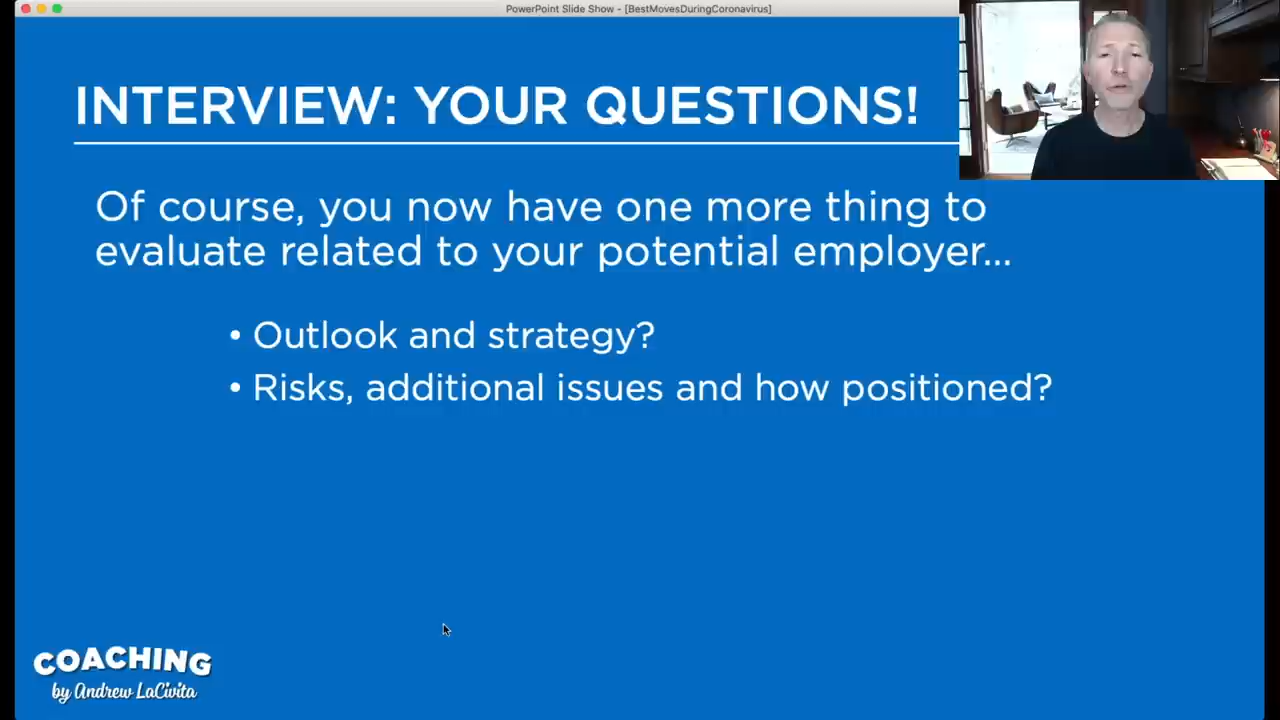 PowerPoint Slide Show - [BestMovesDuringCoronavirus]
INTERVIEW: YOUR QUESTIONS!
Of course, you now have one more thing to
evaluate related to your potential employer...
• Outlook and strategy?
• Risks, additional issues and how positioned?
COACHING
by Andrew LaCivita